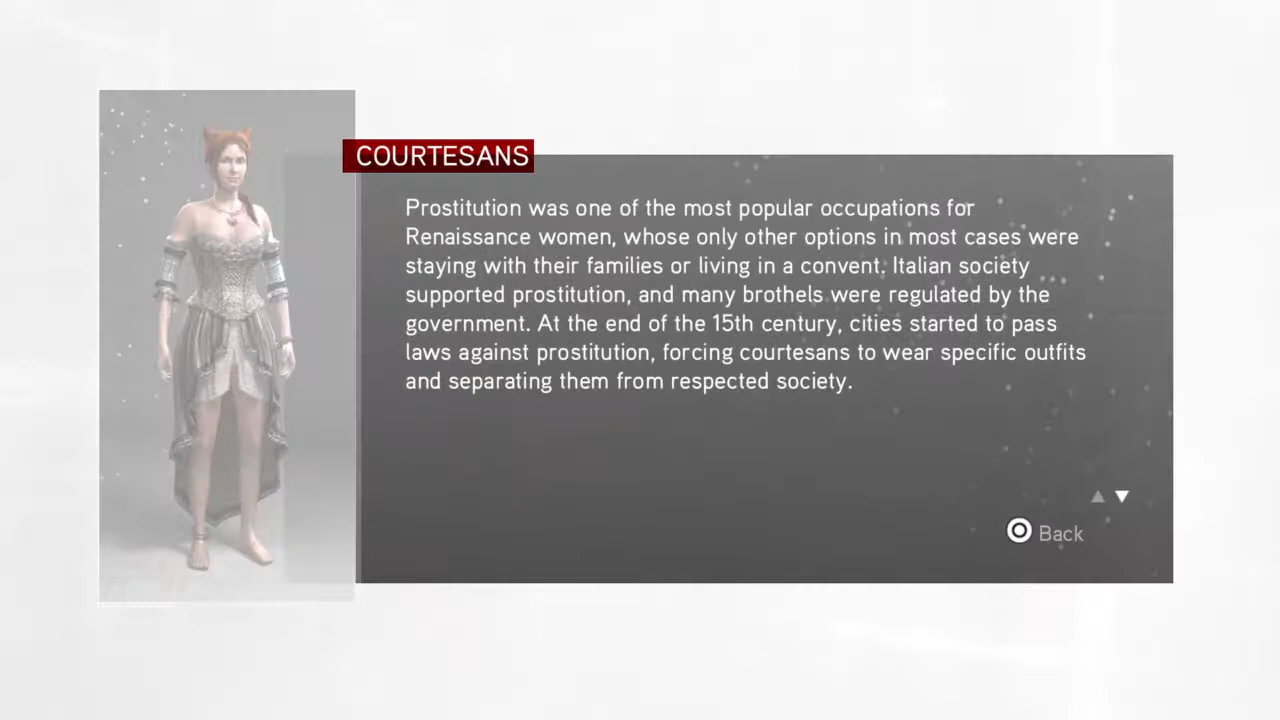 COURTESANS
Prostitution was one of the most popular occupations for
Renaissance women, whose only other options in most cases were
staying with their families or living in a convent. Italian society
supported prostitution, and many brothels were regulated by the
government. At the end of the 15th century, cities started to pass
laws against prostitution, forcing courtesans to wear specific outfits
and separating them from respected society.
Back